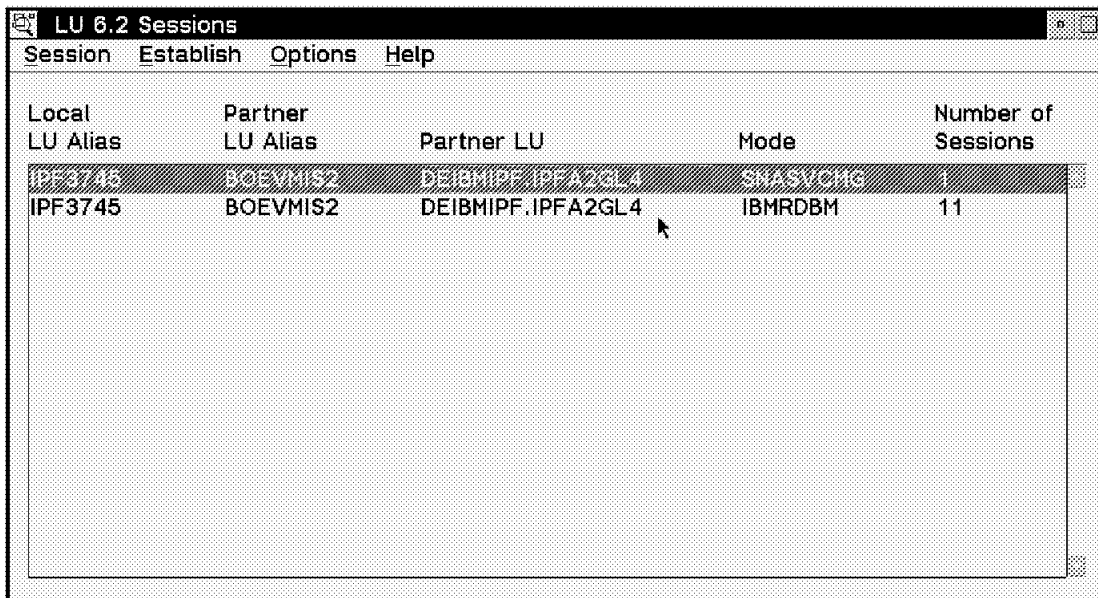 LU 6.2 Sessions
Session Establish Options Help
Local Partner Number of
LU Alias LU Alias Partner LU Mode Sessions
IPF3745 BOEVMIS2 DEIBMIPF.IPFA2GL4 SNASVCMG 1
IPF3745 BOEVMIS2 DEIBMIPF.IPFA2GL4 IBMRDBM 11